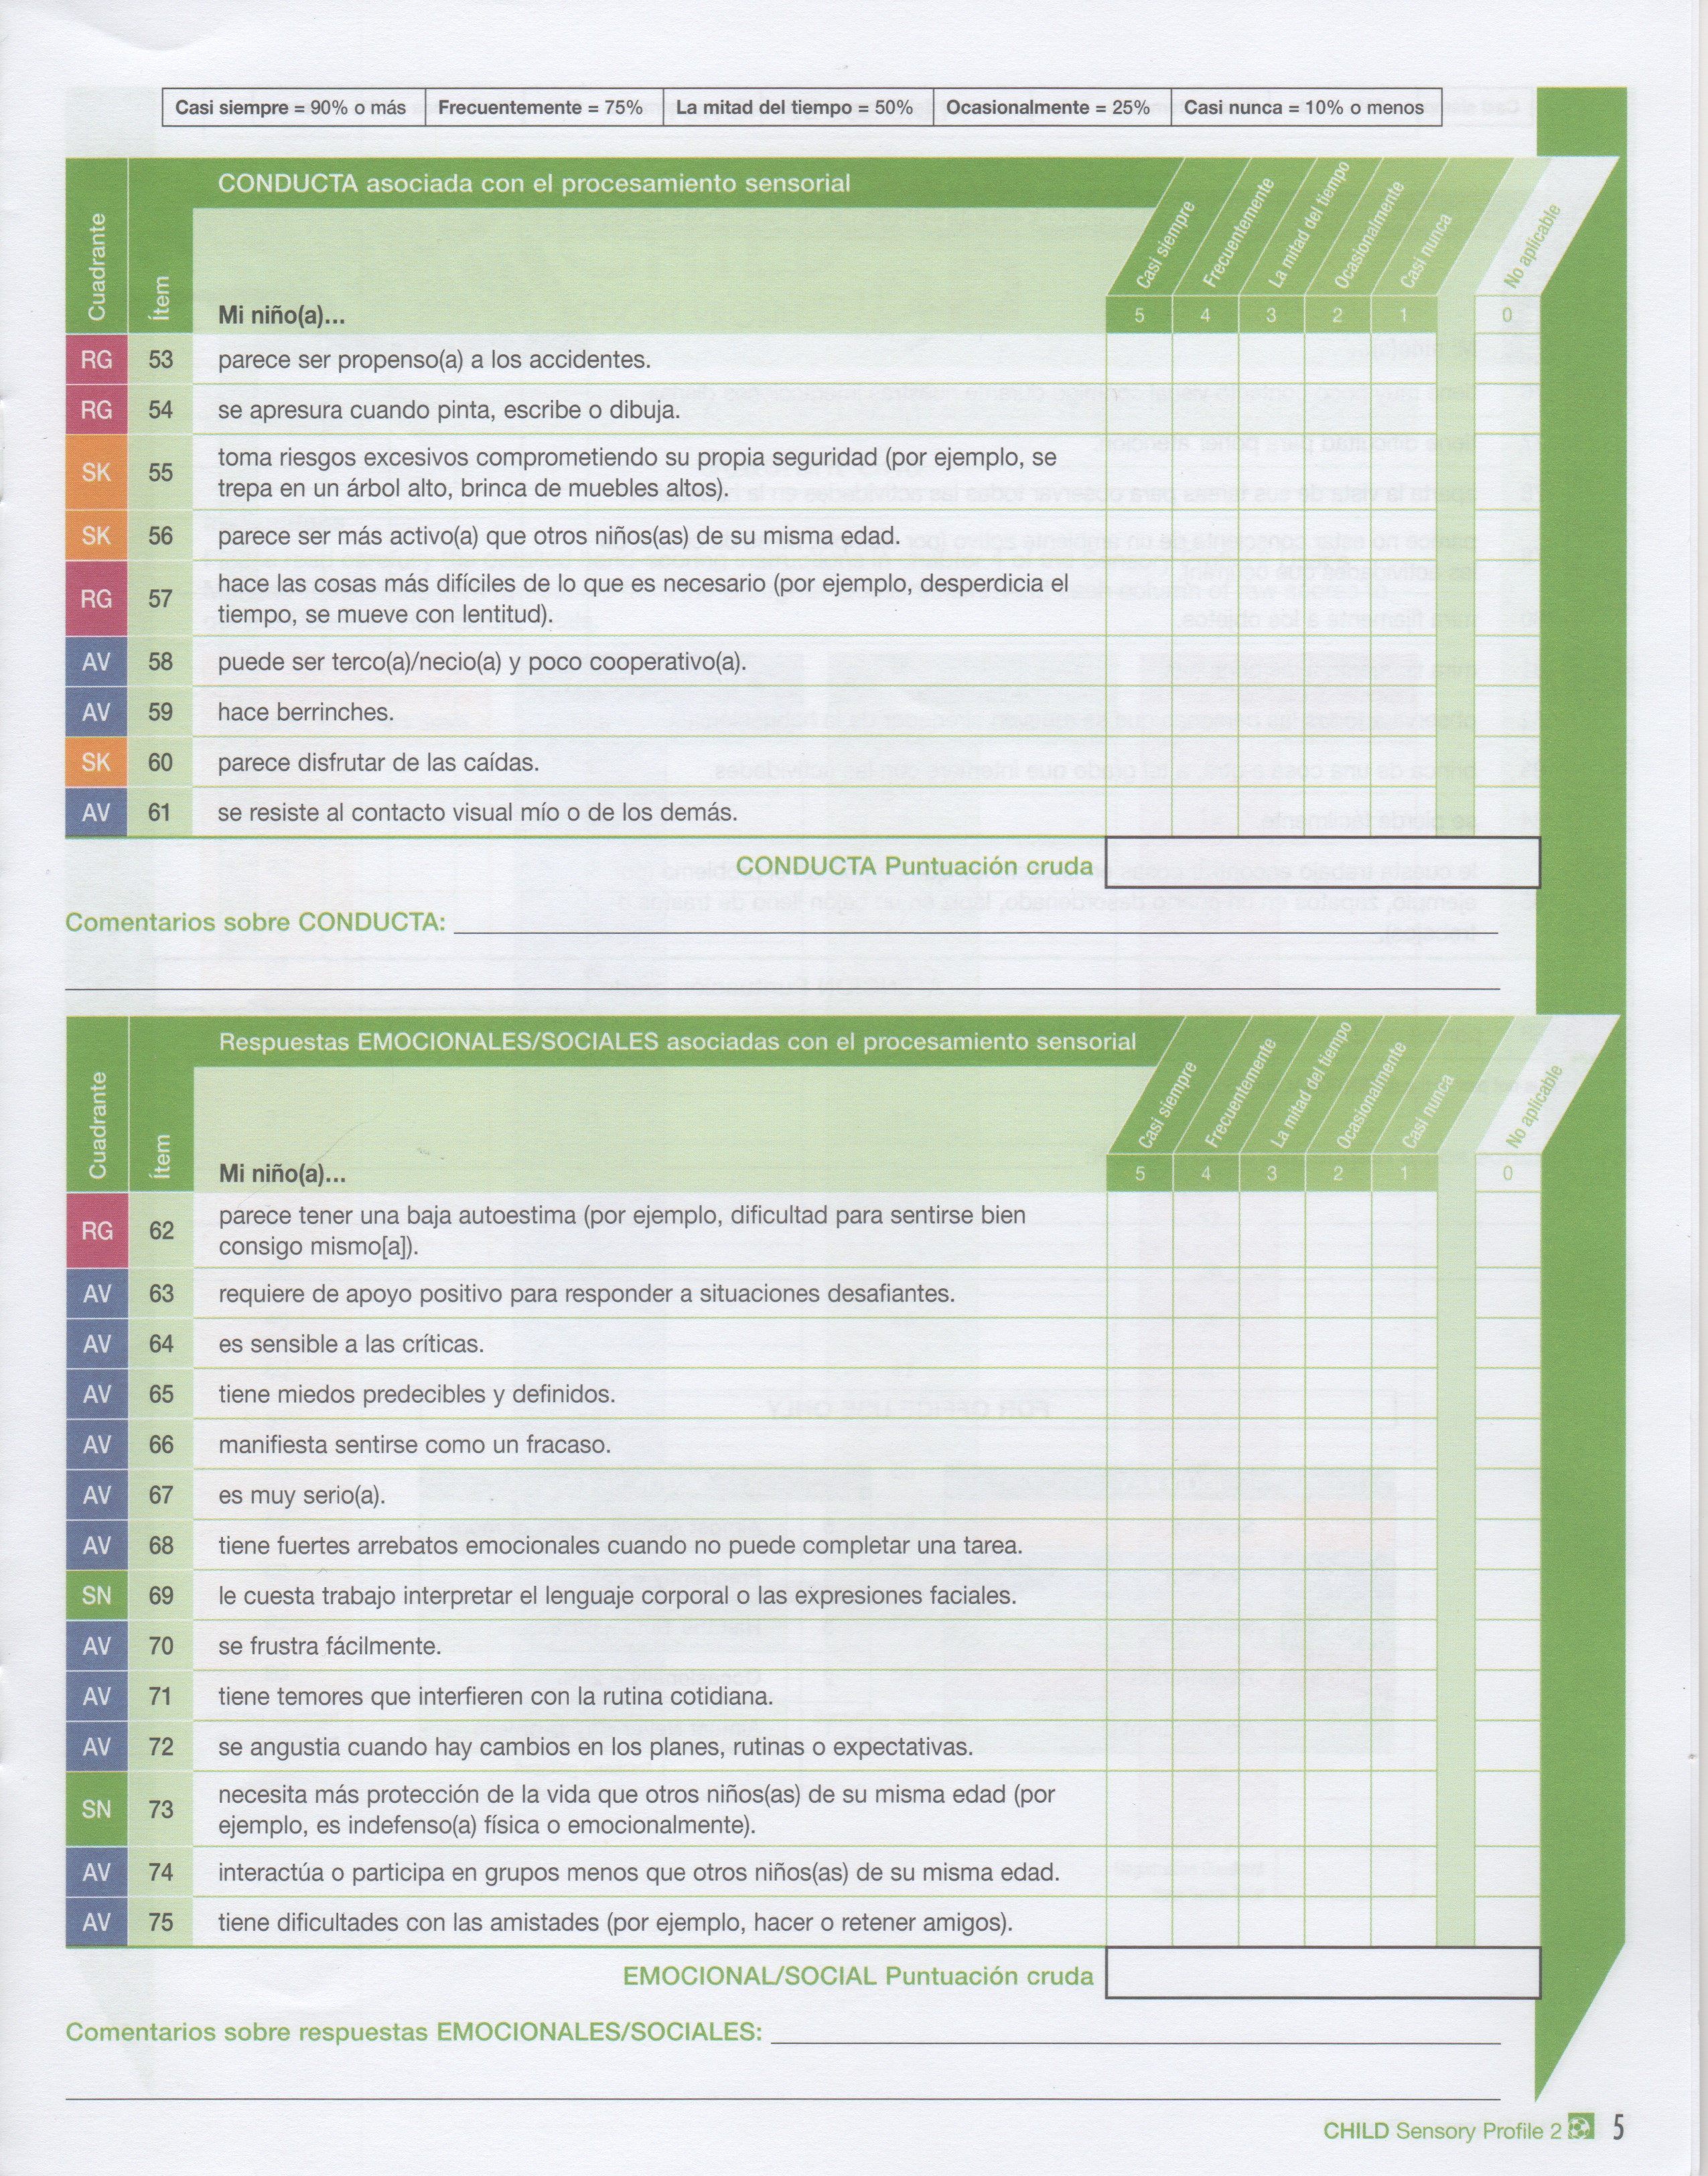 Casi siempre = 90% o más | Frecuentemente = 75% | La mitad del tiempo = 50% | Ocasionalmente = 25% | Casi nunca = 10% o menos
CONDUCTA asociada con el procesamiento sensorial
Cuadrante
Ítem
Mi niño(a)...
Casi siempre
Frecuentemente
La mitad del tiempo
Ocasionalmente
Casi nunca
No aplicable
5 4 3 2 1 0
RG 53 parece ser propenso(a) a los accidentes.
RG 54 se apresura cuando pinta, escribe o dibuja.
SK 55 toma riesgos excesivos comprometiendo su propia seguridad (por ejemplo, se
trepa en un árbol alto, brinca de muebles altos).
SK 56 parece ser más activo(a) que otros niños(as) de su misma edad.
RG 57 hace las cosas más difíciles de lo que es necesario (por ejemplo, desperdicia el
tiempo, se mueve con lentitud).
AV 58 puede ser terco(a)/necio(a) y poco cooperativo(a).
AV 59 hace berrinches.
SK 60 parece disfrutar de las caídas.
AV 61 se resiste al contacto visual mío o de los demás.
CONDUCTA Puntuación cruda
Comentarios sobre CONDUCTA:
Respuestas EMOCIONALES/SOCIALES asociadas con el procesamiento sensorial
Cuadrante
Ítem
Mi niño(a)...
Casi siempre
Frecuentemente
La mitad del tiempo
Ocasionalmente
Casi nunca
No aplicable
5 4 3 2 1 0
RG 62 parece tener una baja autoestima (por ejemplo, dificultad para sentirse bien
consigo mismo[a]).
AV 63 requiere de apoyo positivo para responder a situaciones desafiantes.
AV 64 es sensible a las críticas.
AV 65 tiene miedos predecibles y definidos.
AV 66 manifiesta sentirse como un fracaso.
AV 67 es muy serio(a).
AV 68 tiene fuertes arrebatos emocionales cuando no puede completar una tarea.
SN 69 le cuesta trabajo interpretar el lenguaje corporal o las expresiones faciales.
AV 70 se frustra fácilmente.
AV 71 tiene temores que interfieren con la rutina cotidiana.
AV 72 se angustia cuando hay cambios en los planes, rutinas o expectativas.
SN 73 necesita más protección de la vida que otros niños(as) de su misma edad (por
ejemplo, es indefenso(a) física o emocionalmente).
AV 74 interactúa o participa en grupos menos que otros niños(as) de su misma edad.
AV 75 tiene dificultades con las amistades (por ejemplo, hacer o retener amigos).
EMOCIONAL/SOCIAL Puntuación cruda
Comentarios sobre respuestas EMOCIONALES/SOCIALES:
CHILD Sensory Profile 2 5